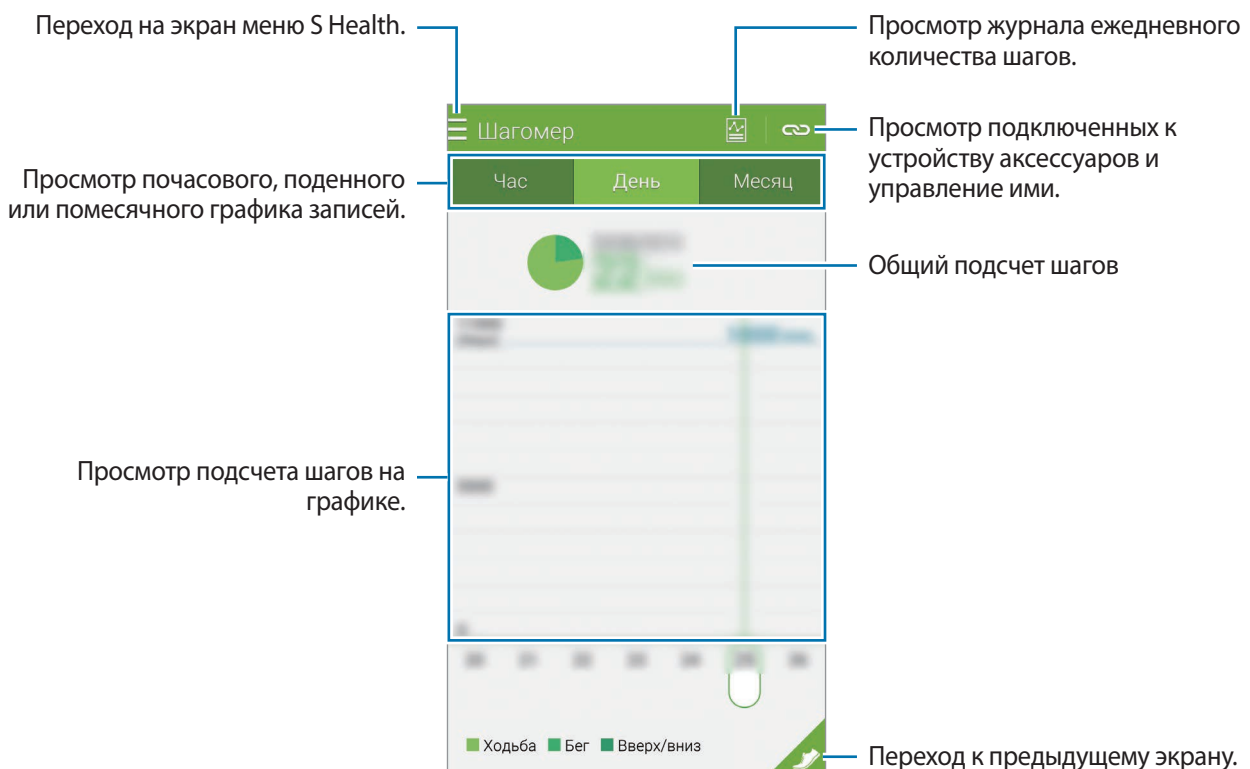 Переход на экран меню S Health.
Просмотр журнала ежедневного
количества шагов.
Шагомер
Просмотр подключенных к
устройству аксессуаров и
управление ими.
Просмотр почасового, поденного
или помесячного графика записей.
Час День Месяц
Общий подсчет шагов
Просмотр подсчета шагов на
графике.
Ходьба Бег Вверх/вниз
Переход к предыдущему экрану.